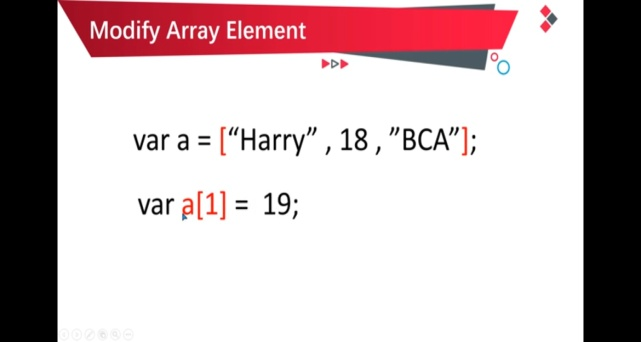 Modify Array Element
var a = [“Harry” , 18 , ”BCA”];
var a[1] = 19;